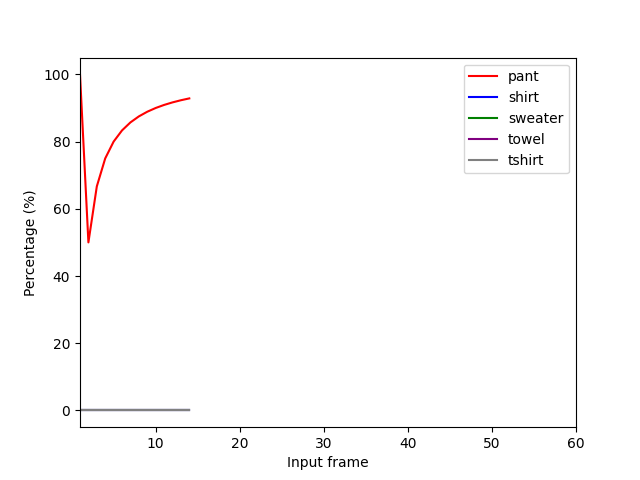 pant
shirt
sweater
towel
tshirt
Percentage (%)
100
80
60
40
20
0
10 20 30 40 50 60
Input frame